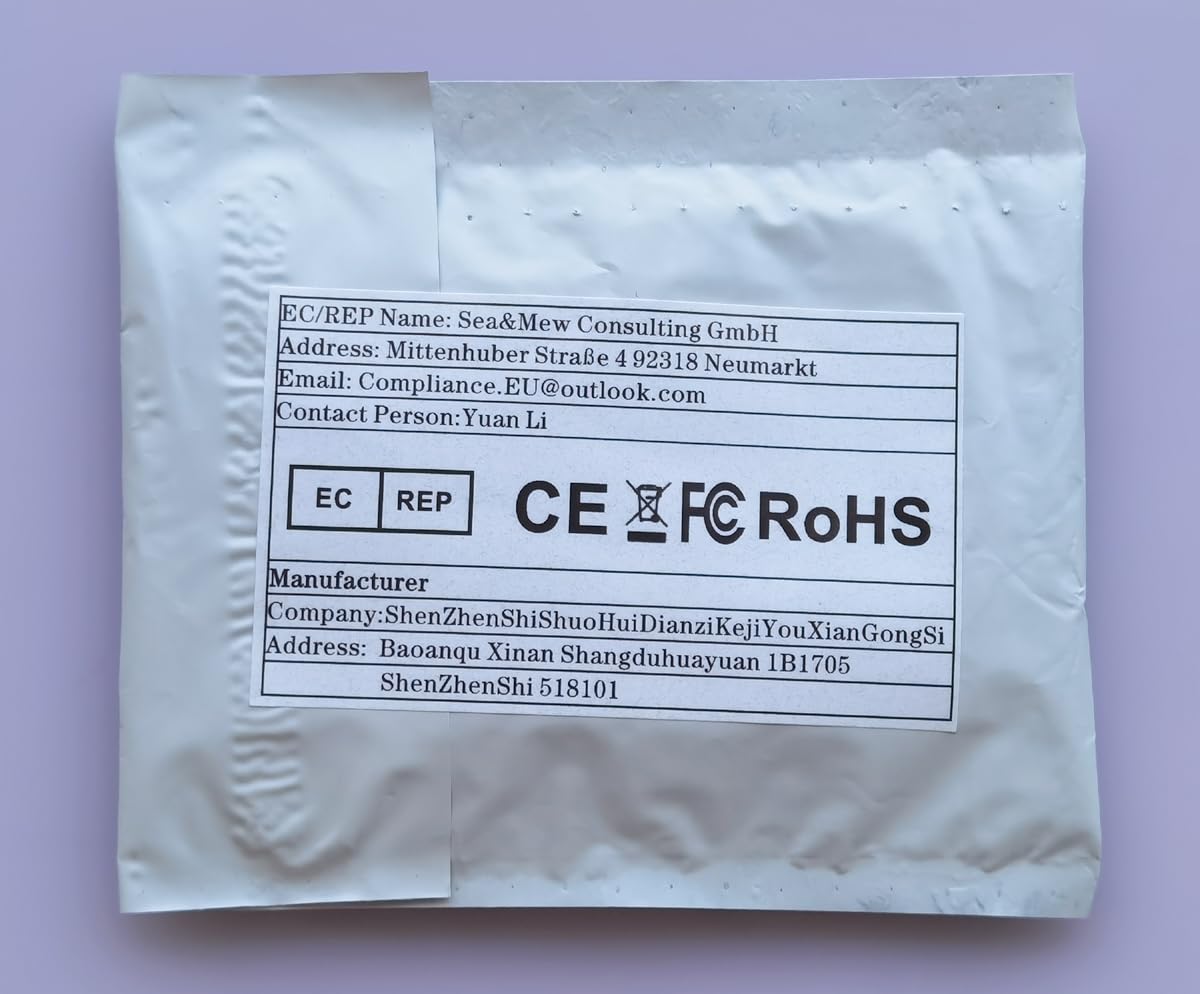 EC/REP Name: Sea&Mew Consulting GmbH
Address: Mittenhuber Straße 4 92318 Neumarkt
Email: Compliance.EU@outlook.com
Contact Person:Yuan Li
EC REP CE FC RoHS
Manufacturer
Company:ShenZhenShiShuoHuiDianziKejiYouXianGongSi
Address: Baoanqu Xinan Shangduhuayuan 1B1705
ShenZhenShi 518101